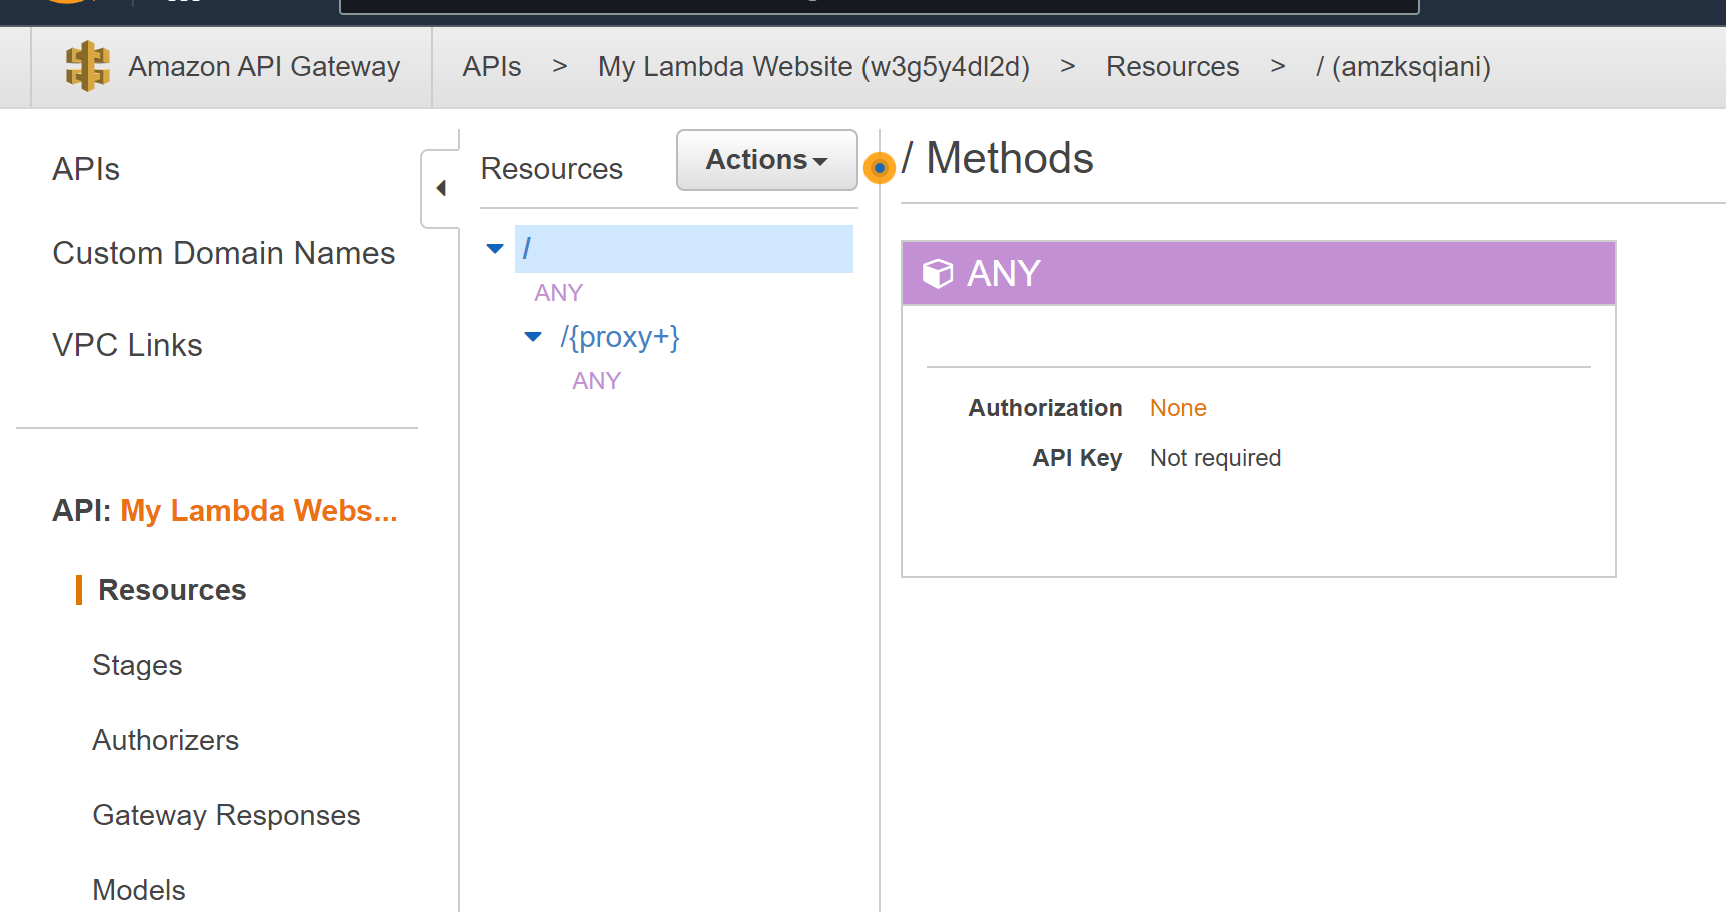 Amazon API Gateway
APIs > My Lambda Website (w3g5y4dl2d) > Resources > / (amzksqiani)
APIs
Custom Domain Names
VPC Links
API: My Lambda Webs...
Resources
Stages
Authorizers
Gateway Responses
Models
Resources
Actions
/
ANY
/{proxy+}
ANY
/ Methods
ANY
Authorization None
API Key Not required